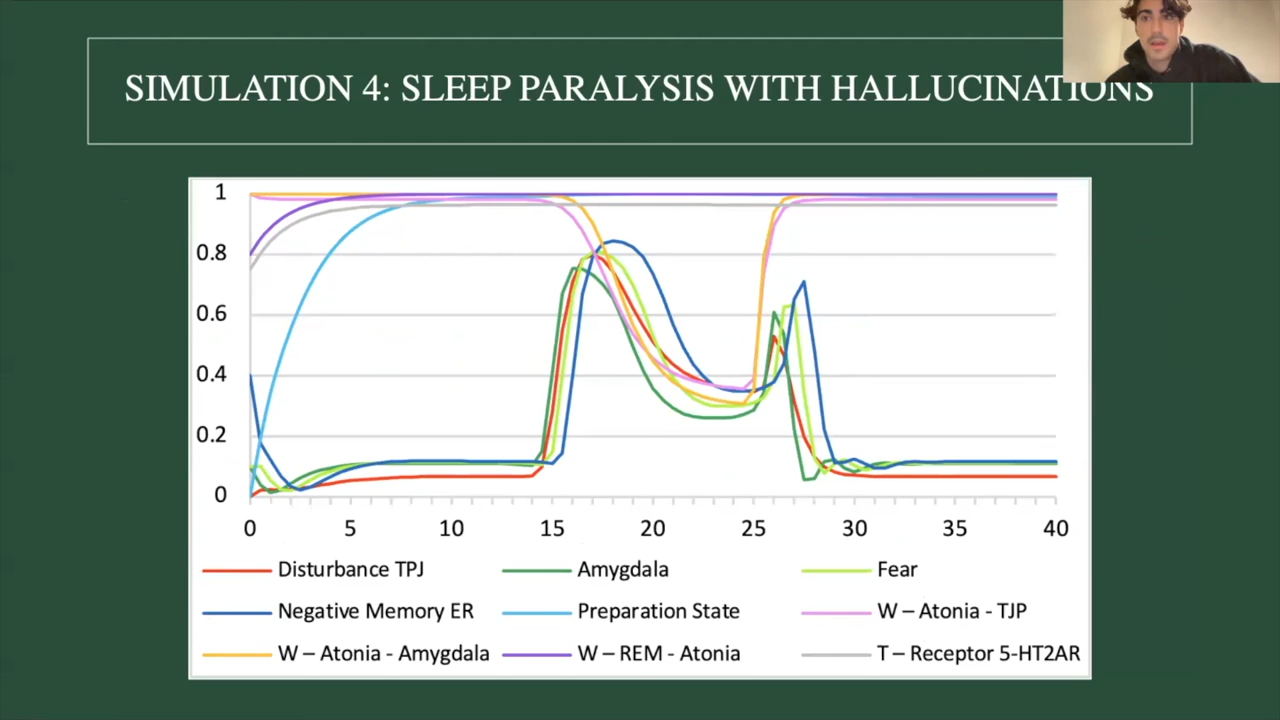 SIMULATION 4: SLEEP PARALYSIS WITH HALLUCINATIONS
1
0.8
0.6
0.4
0.2
0
0 5 10 15 20 25 30 35 40
Disturbance TPJ Amygdala Fear
Negative Memory ER Preparation State W – Atonia - TJP
W – Atonia - Amygdala W – REM - Atonia T – Receptor 5-HT2AR